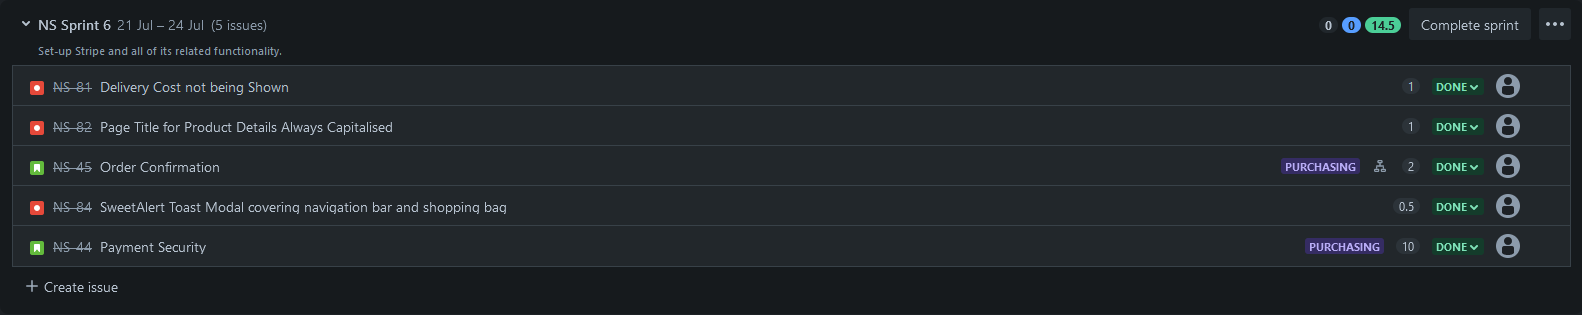 NS Sprint 6 21 Jul – 24 Jul (5 issues) 0 0 14.5 Complete sprint
Set-up Stripe and all of its related functionality.
NS-81 Delivery Cost not being Shown 1 DONE
NS-82 Page Title for Product Details Always Capitalised 1 DONE
NS-45 Order Confirmation PURCHASING 2 DONE
NS-84 SweetAlert Toast Modal covering navigation bar and shopping bag 0.5 DONE
NS-44 Payment Security PURCHASING 10 DONE
Create issue